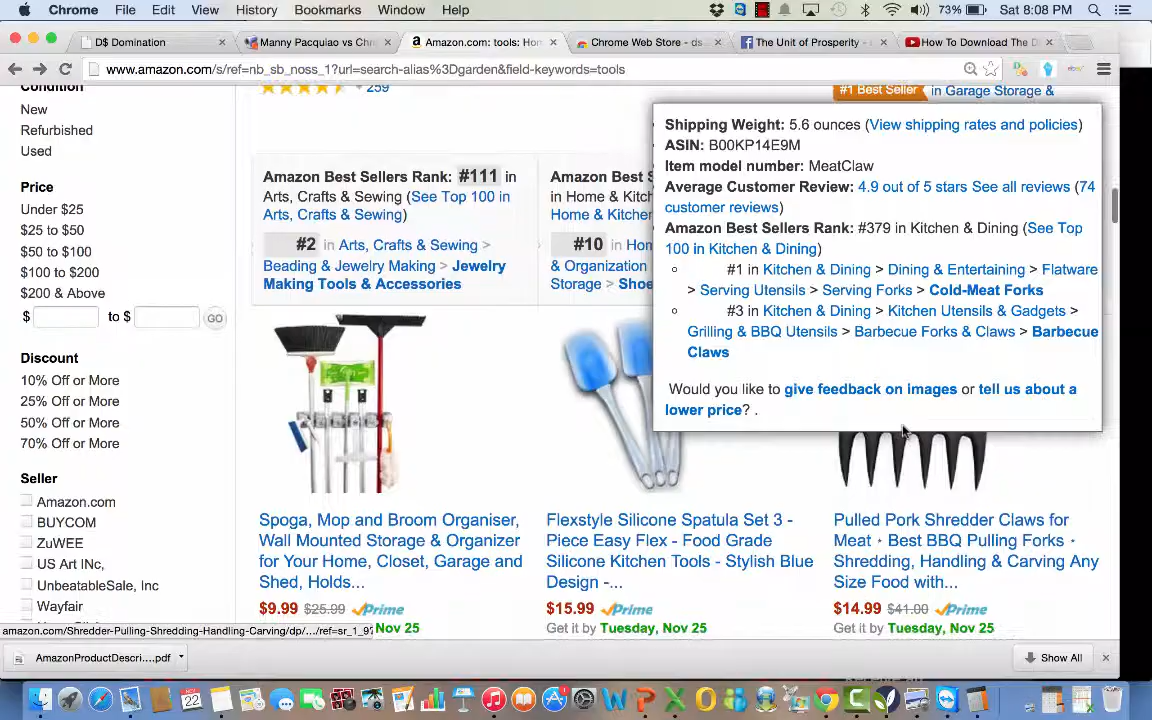 Chrome File Edit View History Bookmarks Window Help 73% Sat 8:08 PM
D$ Domination Manny Pacquiao vs Chr Amazon.com: tools: Hom Chrome Web Store - ds The Unit of Prosperity - How To Download The D
www.amazon.com/s/ref=nb_sb_noss_1?url=search-alias%3Dgarden&field-keywords=tools
Condition
New
Refurbished
Used
Price
Under $25
$25 to $50
$50 to $100
$100 to $200
$200 & Above
$ to $ GO
Discount
10% Off or More
25% Off or More
50% Off or More
70% Off or More
Seller
Amazon.com
BUYCOM
ZuWEE
US Art INc,
UnbeatableSale, Inc
Wayfair
259
#1 Best Seller in Garage Storage &
Amazon Best Sellers Rank: #111 in
Arts, Crafts & Sewing (See Top 100 in
Arts, Crafts & Sewing)
#2 in Arts, Crafts & Sewing >
Beading & Jewelry Making > Jewelry
Making Tools & Accessories
Amazon Best S
in Home & Kitc
Home & Kitche
#10 in Hom
& Organization
Storage > Shoe
Shipping Weight: 5.6 ounces (View shipping rates and policies)
ASIN: B00KP14E9M
Item model number: MeatClaw
Average Customer Review: 4.9 out of 5 stars See all reviews (74
customer reviews)
Amazon Best Sellers Rank: #379 in Kitchen & Dining (See Top
100 in Kitchen & Dining)
#1 in Kitchen & Dining > Dining & Entertaining > Flatware
> Serving Utensils > Serving Forks > Cold-Meat Forks
#3 in Kitchen & Dining > Kitchen Utensils & Gadgets >
Grilling & BBQ Utensils > Barbecue Forks & Claws > Barbecue
Claws
Would you like to give feedback on images or tell us about a
lower price? .
Spoga, Mop and Broom Organiser,
Wall Mounted Storage & Organizer
for Your Home, Closet, Garage and
Shed, Holds...
$9.99 $25.99 Prime
Nov 25
Flexstyle Silicone Spatula Set 3 -
Piece Easy Flex - Food Grade
Silicone Kitchen Tools - Stylish Blue
Design -...
$15.99 Prime
Get it by Tuesday, Nov 25
Pulled Pork Shredder Claws for
Meat · Best BBQ Pulling Forks ·
Shredding, Handling & Carving Any
Size Food with...
$14.99 $41.00 Prime
Get it by Tuesday, Nov 25
amazon.com/Shredder-Pulling-Shredding-Handling-Carving/dp/.../ref=sr_1_9?
AmazonProductDescri....pdf
Show All